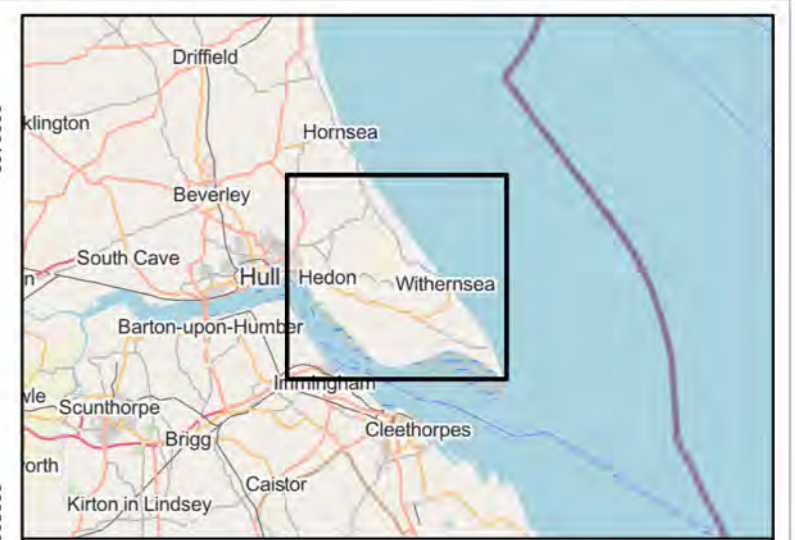 Driffield
klington
Hornsea
Beverley
South Cave
Hull
Hedon
Withernsea
n
Barton-upon-Humber
Immingham
wle
Scunthorpe
Cleethorpes
Brigg
orth
Caistor
Kirton in Lindsey